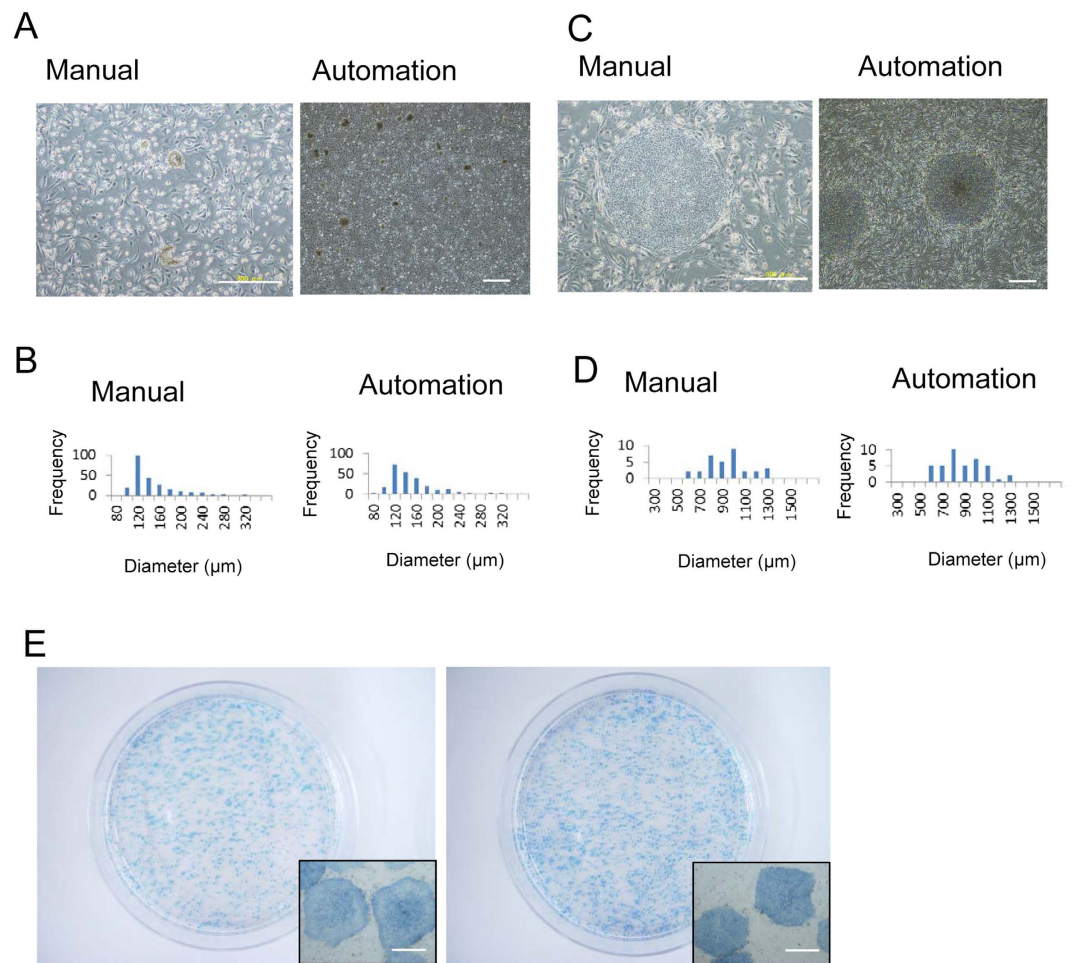 A
Manual
Automation
C
Manual
Automation
B
Manual
Automation
Frequency
100
50
0
80
120
160
200
240
280
320
Diameter (µm)
Frequency
100
50
0
80
120
160
200
240
280
320
Diameter (µm)
D
Manual
Automation
Frequency
10
5
0
300
500
700
900
1100
1300
1500
Diameter (µm)
Frequency
10
5
0
300
500
700
900
1100
1300
1500
Diameter (µm)
E